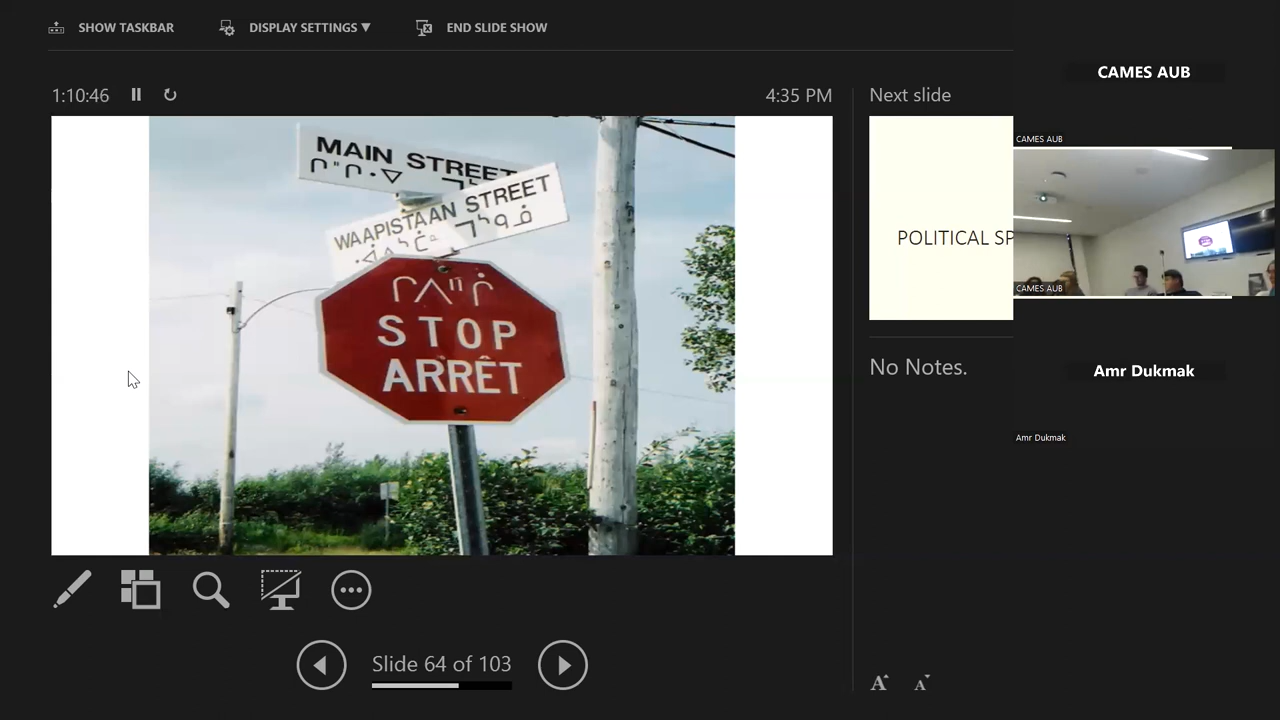 SHOW TASKBAR
DISPLAY SETTINGS ▼
END SLIDE SHOW
CAMES AUB
1:10:46
4:35 PM
Next slide
CAMES AUB
MAIN STREET
ᒋᐦᒋᐧᐁ
WAAPISTAAN STREET
ᒋᐱᐦᒌ
STOP
ARRÊT
POLITICAL SP
CAMES AUB
No Notes.
Amr Dukmak
Amr Dukmak
Slide 64 of 103